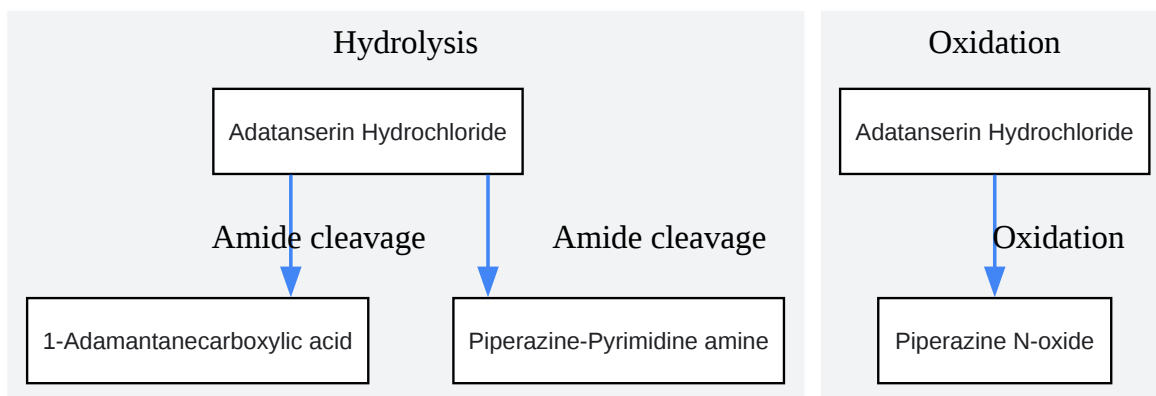 Hydrolysis
Adatanserin Hydrochloride
Amide cleavage
Amide cleavage
1-Adamantanecarboxylic acid
Piperazine-Pyrimidine amine
Oxidation
Adatanserin Hydrochloride
Oxidation
Piperazine N-oxide